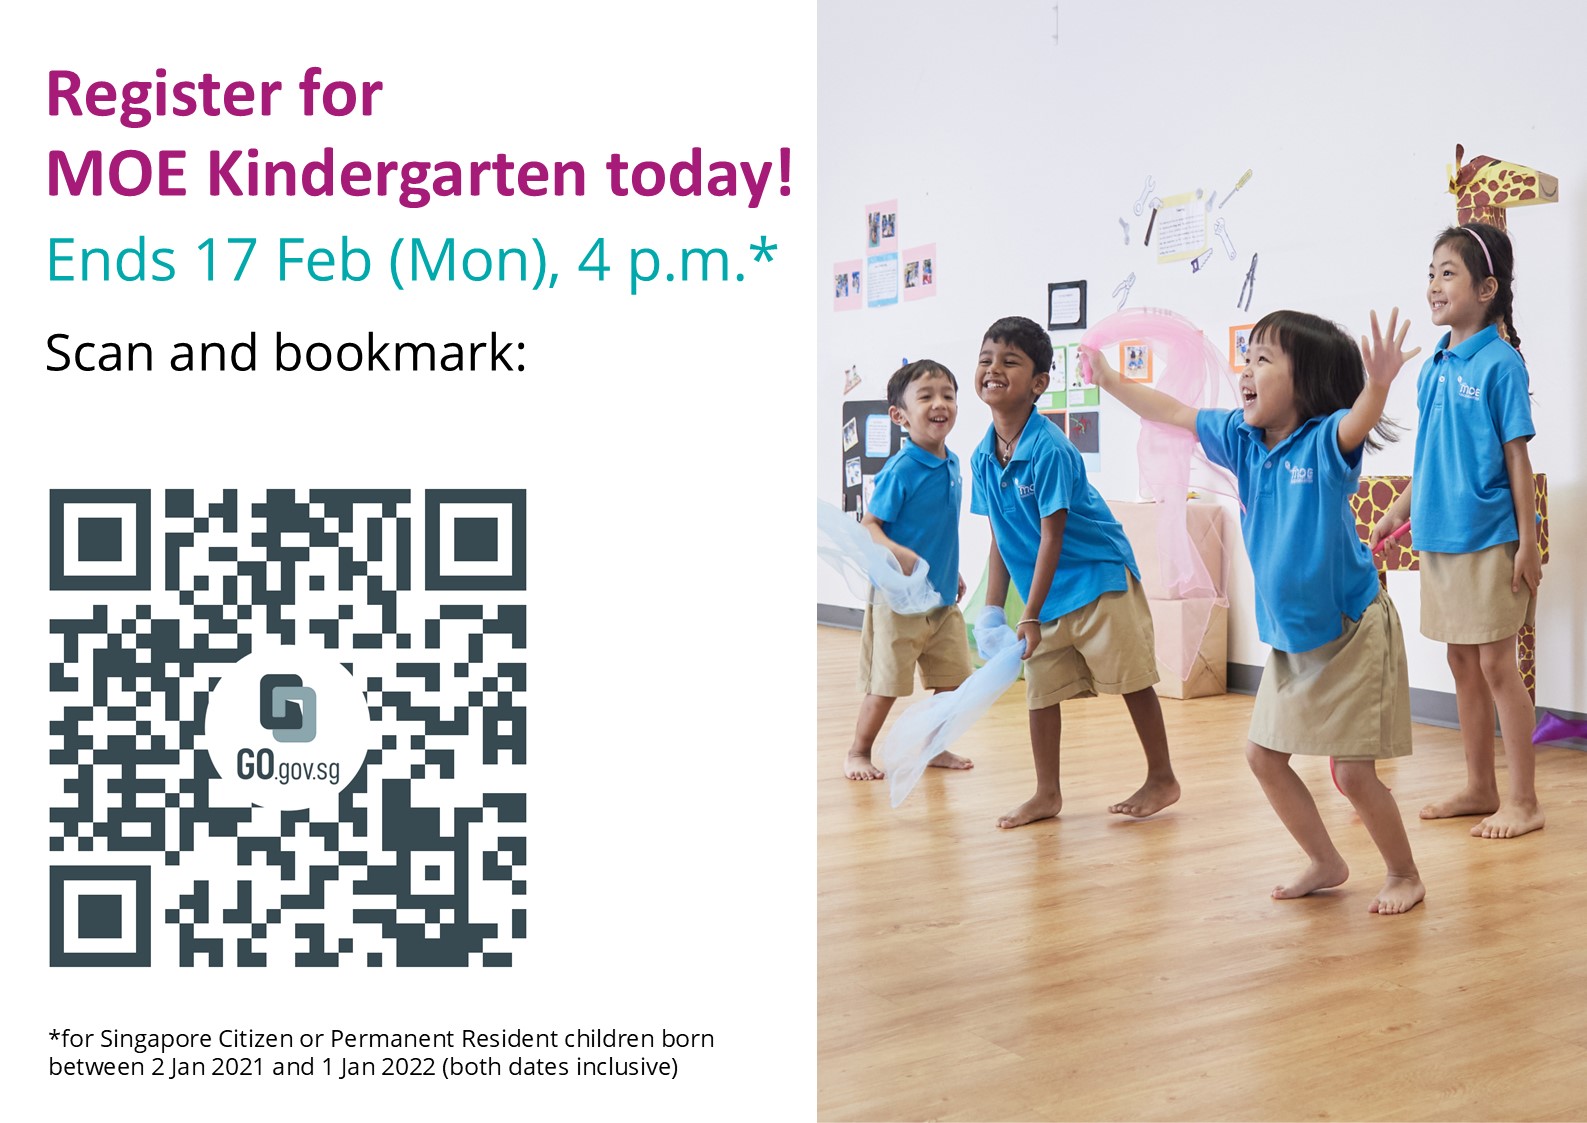 Register for
MOE Kindergarten today!
Ends 17 Feb (Mon), 4 p.m.*
Scan and bookmark:
GO.gov.sg
*for Singapore Citizen or Permanent Resident children born
between 2 Jan 2021 and 1 Jan 2022 (both dates inclusive)
moe